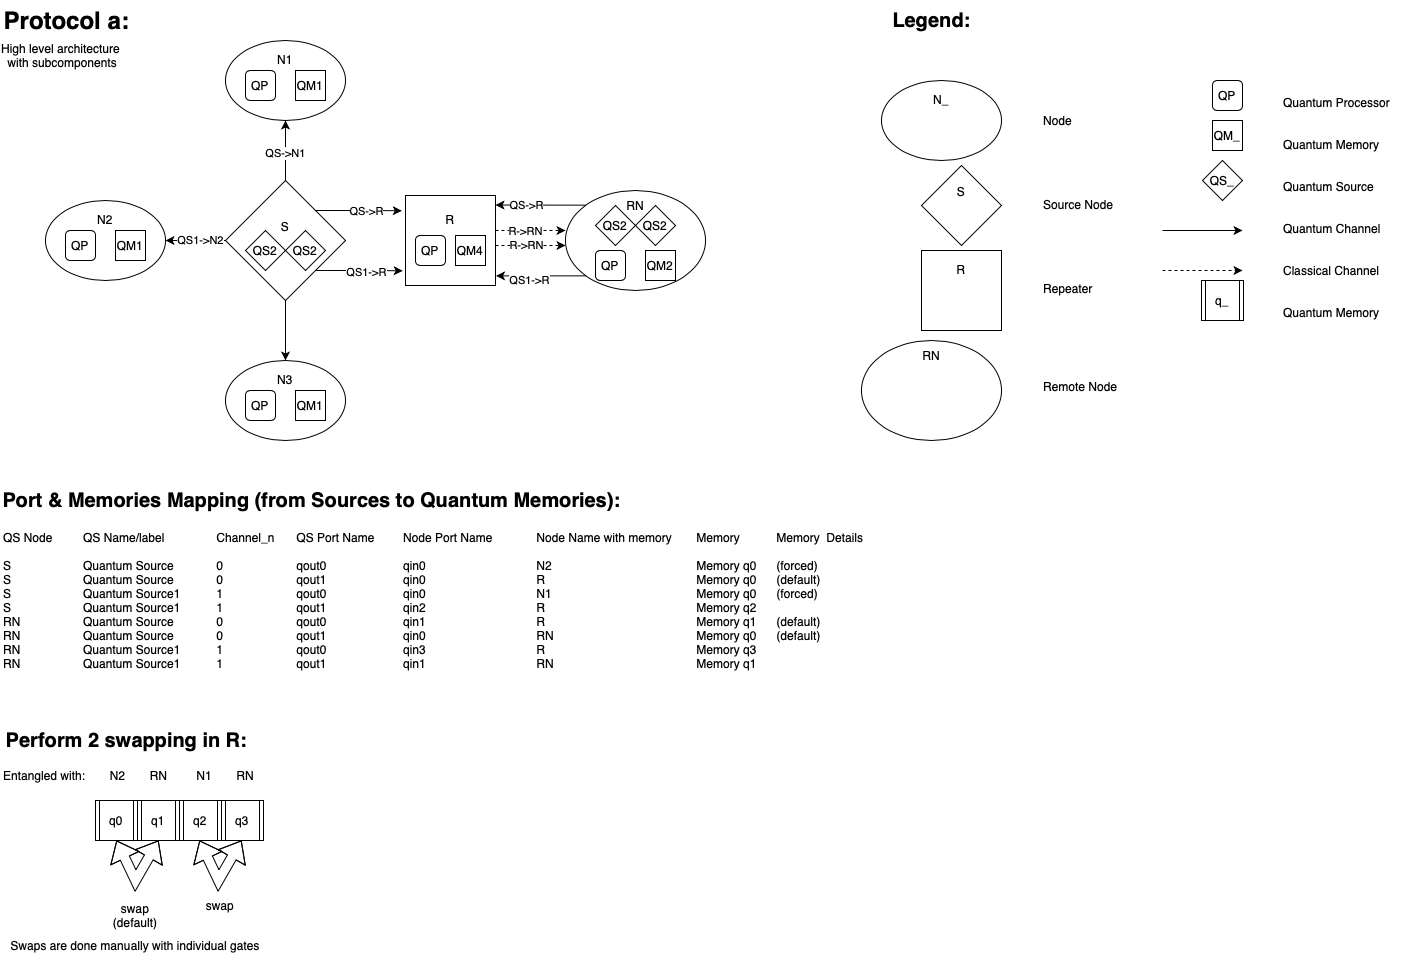 Protocol a:
High level architecture
with subcomponents
N1
QP QM1
QS->N1
N2
QP QM1
QS1->N2
S
QS2 QS2
QS->R
QS1->R
R
QP QM4
QS->R
R->RN
R->RN
QS1->R
RN
QS2 QS2
QP QM2
N3
QP QM1
Legend:
N_
Node
S
Source Node
R
Repeater
RN
Remote Node
QP
Quantum Processor
QM_
Quantum Memory
QS_
Quantum Source
Quantum Channel
Classical Channel
q_
Quantum Memory
Port & Memories Mapping (from Sources to Quantum Memories):
QS Node QS Name/label Channel_n QS Port Name Node Port Name Node Name with memory Memory Memory Details
S Quantum Source 0 qout0 qin0 N2 Memory q0 (forced)
S Quantum Source 0 qout1 qin0 R Memory q0 (default)
S Quantum Source1 1 qout0 qin0 N1 Memory q0 (forced)
S Quantum Source1 1 qout1 qin2 R Memory q2
RN Quantum Source 0 qout0 qin1 R Memory q1 (default)
RN Quantum Source 0 qout1 qin0 RN Memory q0 (default)
RN Quantum Source1 1 qout0 qin3 R Memory q3
RN Quantum Source1 1 qout1 qin1 RN Memory q1
Perform 2 swapping in R:
Entangled with: N2 RN N1 RN
q0 q1 q2 q3
swap
(default)
swap
Swaps are done manually with individual gates